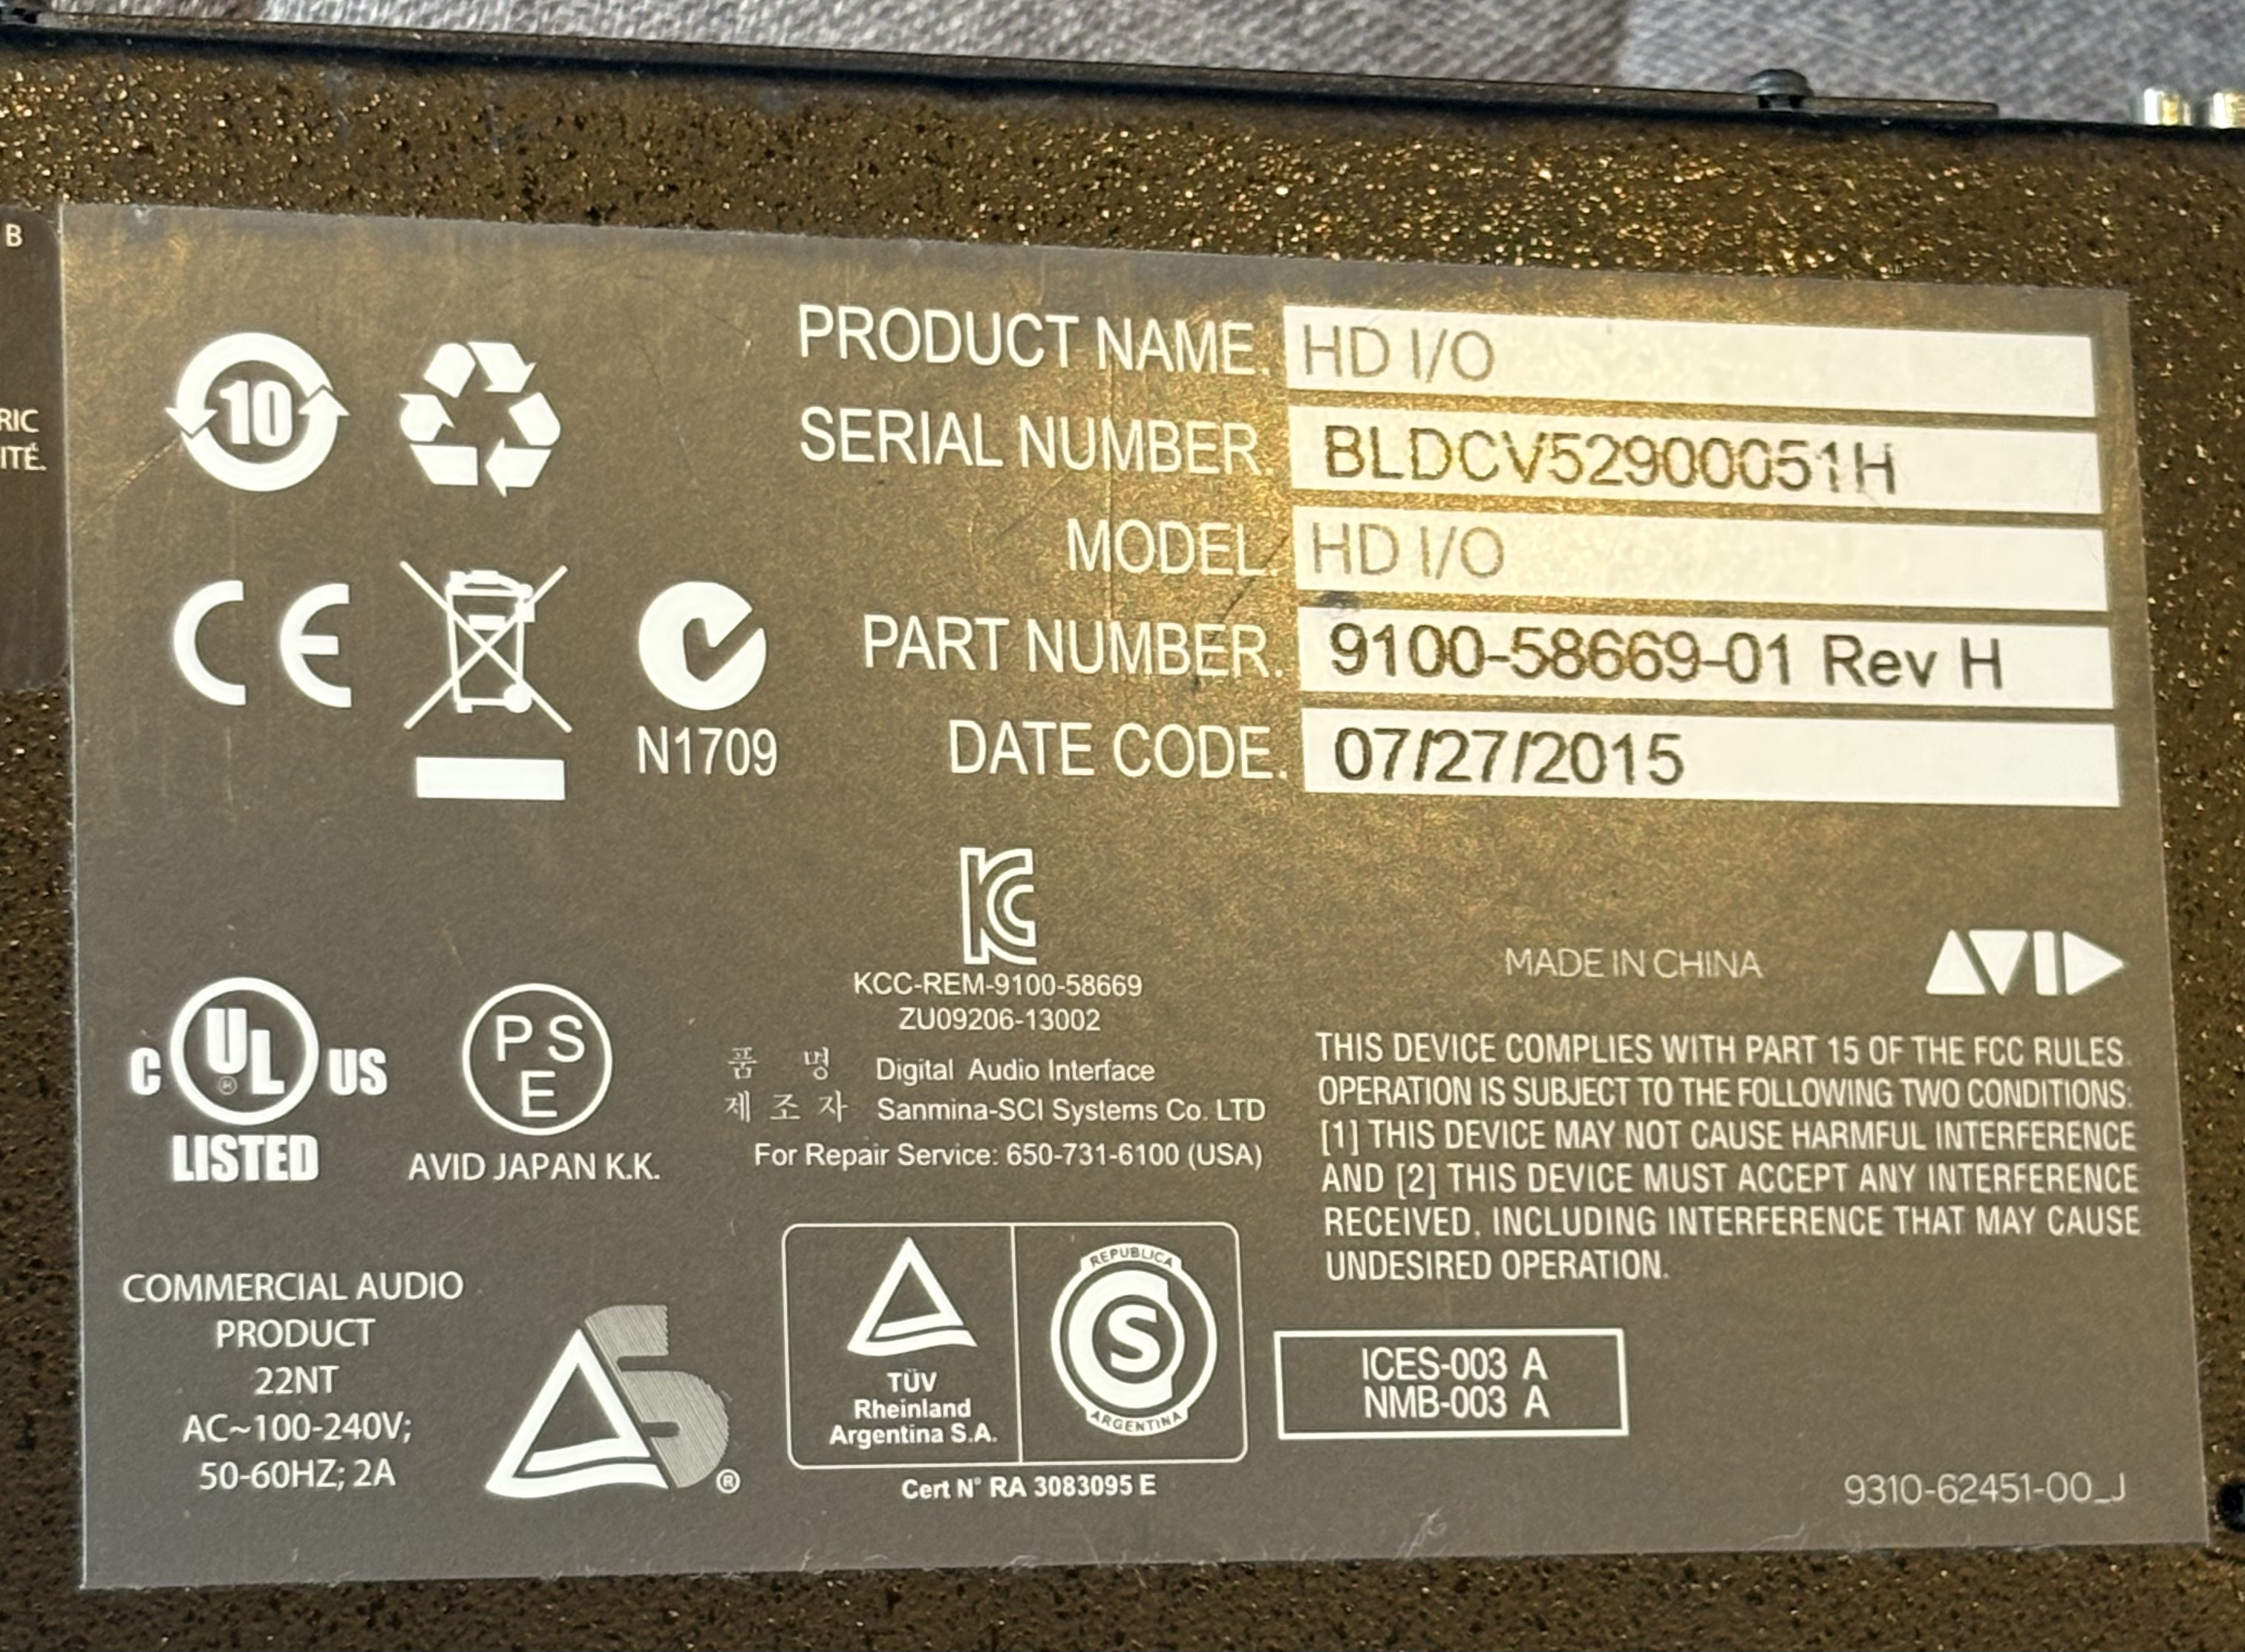 B
RIC
ITÉ.
10
PRODUCT NAME. HD I/O
SERIAL NUMBER. BLDCV52900051H
MODEL. HD I/O
PART NUMBER. 9100-58669-01 Rev H
DATE CODE. 07/27/2015
CE
N1709
KC
KCC-REM-9100-58669
ZU09206-13002
품 명 Digital Audio Interface
제 조 자 Sanmina-SCI Systems Co. LTD
For Repair Service: 650-731-6100 (USA)
C UL ® US
LISTED
PS
E
AVID JAPAN K.K.
MADE IN CHINA AVID
THIS DEVICE COMPLIES WITH PART 15 OF THE FCC RULES.
OPERATION IS SUBJECT TO THE FOLLOWING TWO CONDITIONS:
[1] THIS DEVICE MAY NOT CAUSE HARMFUL INTERFERENCE
AND [2] THIS DEVICE MUST ACCEPT ANY INTERFERENCE
RECEIVED, INCLUDING INTERFERENCE THAT MAY CAUSE
UNDESIRED OPERATION.
COMMERCIAL AUDIO
PRODUCT
22NT
AC~100-240V;
50-60HZ; 2A
S ®
TÜV
Rheinland
Argentina S.A.
REPUBLICA
S
ARGENTINA
Cert N° RA 3083095 E
ICES-003 A
NMB-003 A
9310-62451-00_J